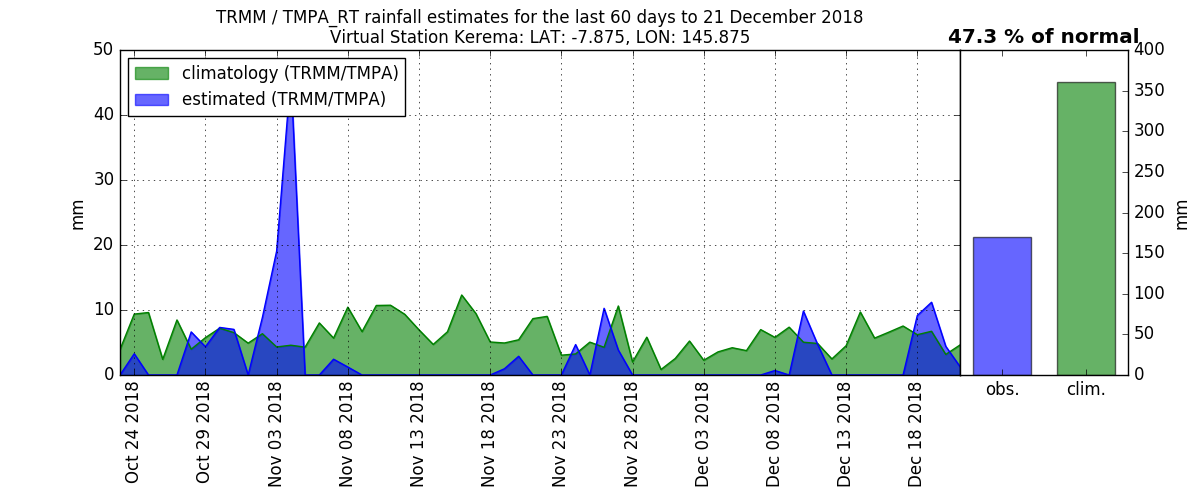 TRMM / TMPA_RT rainfall estimates for the last 60 days to 21 December 2018
Virtual Station Kerema: LAT: -7.875, LON: 145.875
47.3 % of normal
climatology (TRMM/TMPA)
estimated (TRMM/TMPA)
50
40
30
20
10
0
mm
Oct 24 2018
Oct 29 2018
Nov 03 2018
Nov 08 2018
Nov 13 2018
Nov 18 2018
Nov 23 2018
Nov 28 2018
Dec 03 2018
Dec 08 2018
Dec 13 2018
Dec 18 2018
obs.
clim.
400
350
300
250
200
150
100
50
0
mm